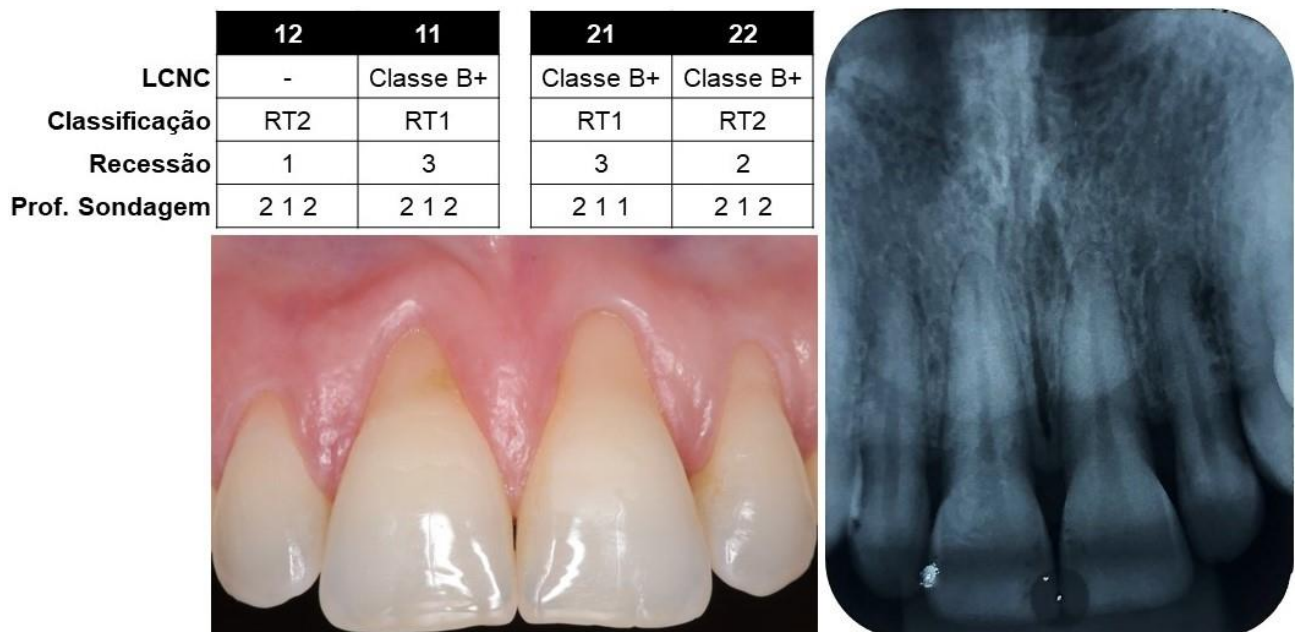 12 11 21 22
LCNC - Classe B+ Classe B+ Classe B+
Classificação RT2 RT1 RT1 RT2
Recessão 1 3 3 2
Prof. Sondagem 2 1 2 2 1 2 2 1 1 2 1 2